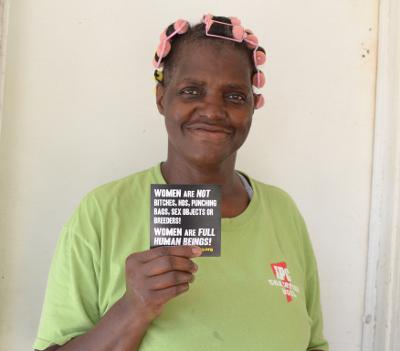 WOMEN ARE NOT
BITCHES, HOS, PUNCHING
BAGS, SEX OBJECTS OR
BREEDERS!
WOMEN ARE FULL
HUMAN BEINGS!